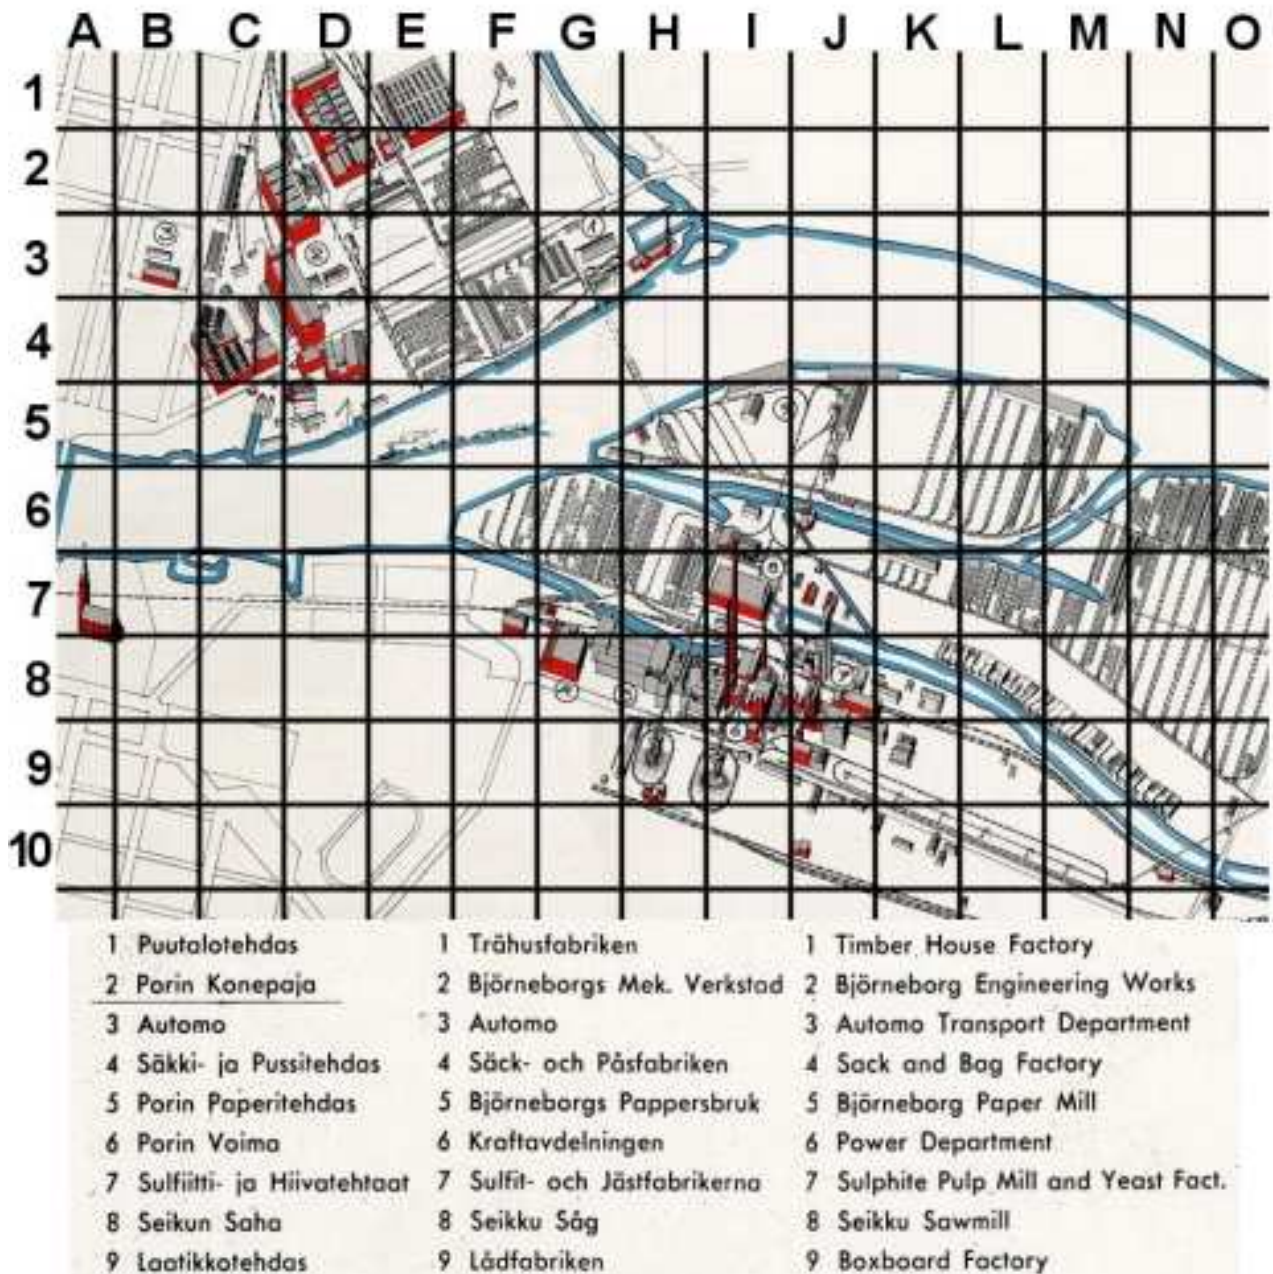 A B C D E F G H I J K L M N O
1
2
3
4
5
6
7
8
9
10
1 Puutalotehdas
2 Porin Konepaja
3 Automo
4 Säkki- ja Pussitehdas
5 Porin Paperitehdas
6 Porin Voima
7 Sulfiitti- ja Hiivatehtaat
8 Seikun Saha
9 Laatikkotehdas
1 Trähusfabriken
2 Björneborgs Mek. Verkstad
3 Automo
4 Säck- och Påsfabriken
5 Björneborgs Pappersbruk
6 Kraftavdelningen
7 Sulfit- och Jästfabrikerna
8 Seikku Såg
9 Lådfabriken
1 Timber House Factory
2 Björneborg Engineering Works
3 Automo Transport Department
4 Sack and Bag Factory
5 Björneborg Paper Mill
6 Power Department
7 Sulphite Pulp Mill and Yeast Fact.
8 Seikku Sawmill
9 Boxboard Factory